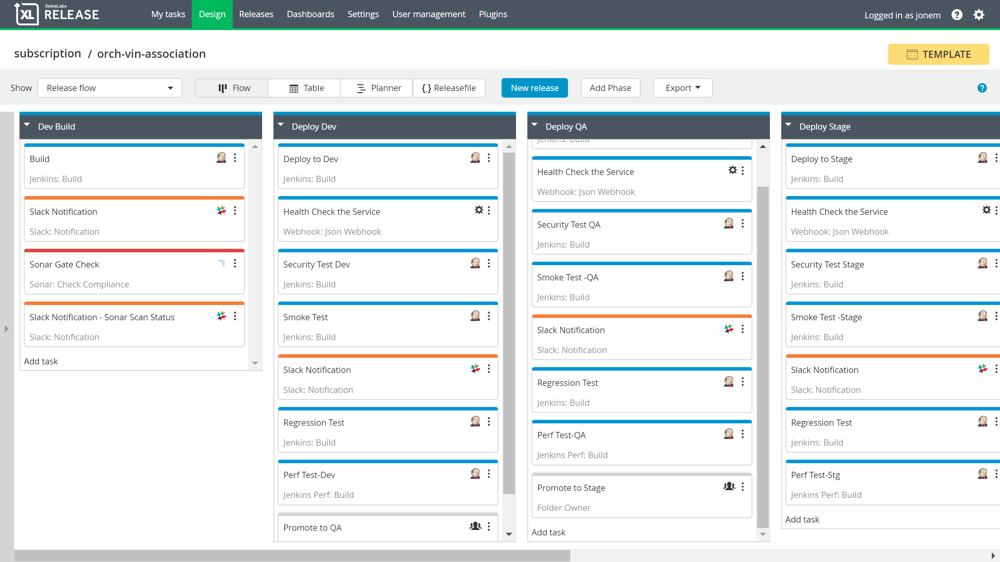 XebiaLabs
XL RELEASE
My tasks
Design
Releases
Dashboards
Settings
User management
Plugins
Logged in as jonem
subscription / orch-vin-association
TEMPLATE
Show
Release flow
Flow
Table
Planner
{.} Releasefile
New release
Add Phase
Export
Dev Build
Build
Jenkins: Build
Slack Notification
Slack: Notification
Sonar Gate Check
Sonar: Check Compliance
Slack Notification - Sonar Scan Status
Slack: Notification
Add task
Deploy Dev
Deploy to Dev
Jenkins: Build
Health Check the Service
Webhook: Json Webhook
Security Test Dev
Jenkins: Build
Smoke Test
Jenkins: Build
Slack Notification
Slack: Notification
Regression Test
Jenkins: Build
Perf Test-Dev
Jenkins Perf: Build
Promote to QA
Deploy QA
Jenkins: Build
Health Check the Service
Webhook: Json Webhook
Security Test QA
Jenkins: Build
Smoke Test -QA
Jenkins: Build
Slack Notification
Slack: Notification
Regression Test
Jenkins: Build
Perf Test-QA
Jenkins Perf: Build
Promote to Stage
Folder Owner
Add task
Deploy Stage
Deploy to Stage
Jenkins: Build
Health Check the Service
Webhook: Json Webhook
Security Test Stage
Jenkins: Build
Smoke Test -Stage
Jenkins: Build
Slack Notification
Slack: Notification
Regression Test
Jenkins: Build
Perf Test-Stg
Jenkins Perf: Build
Add task